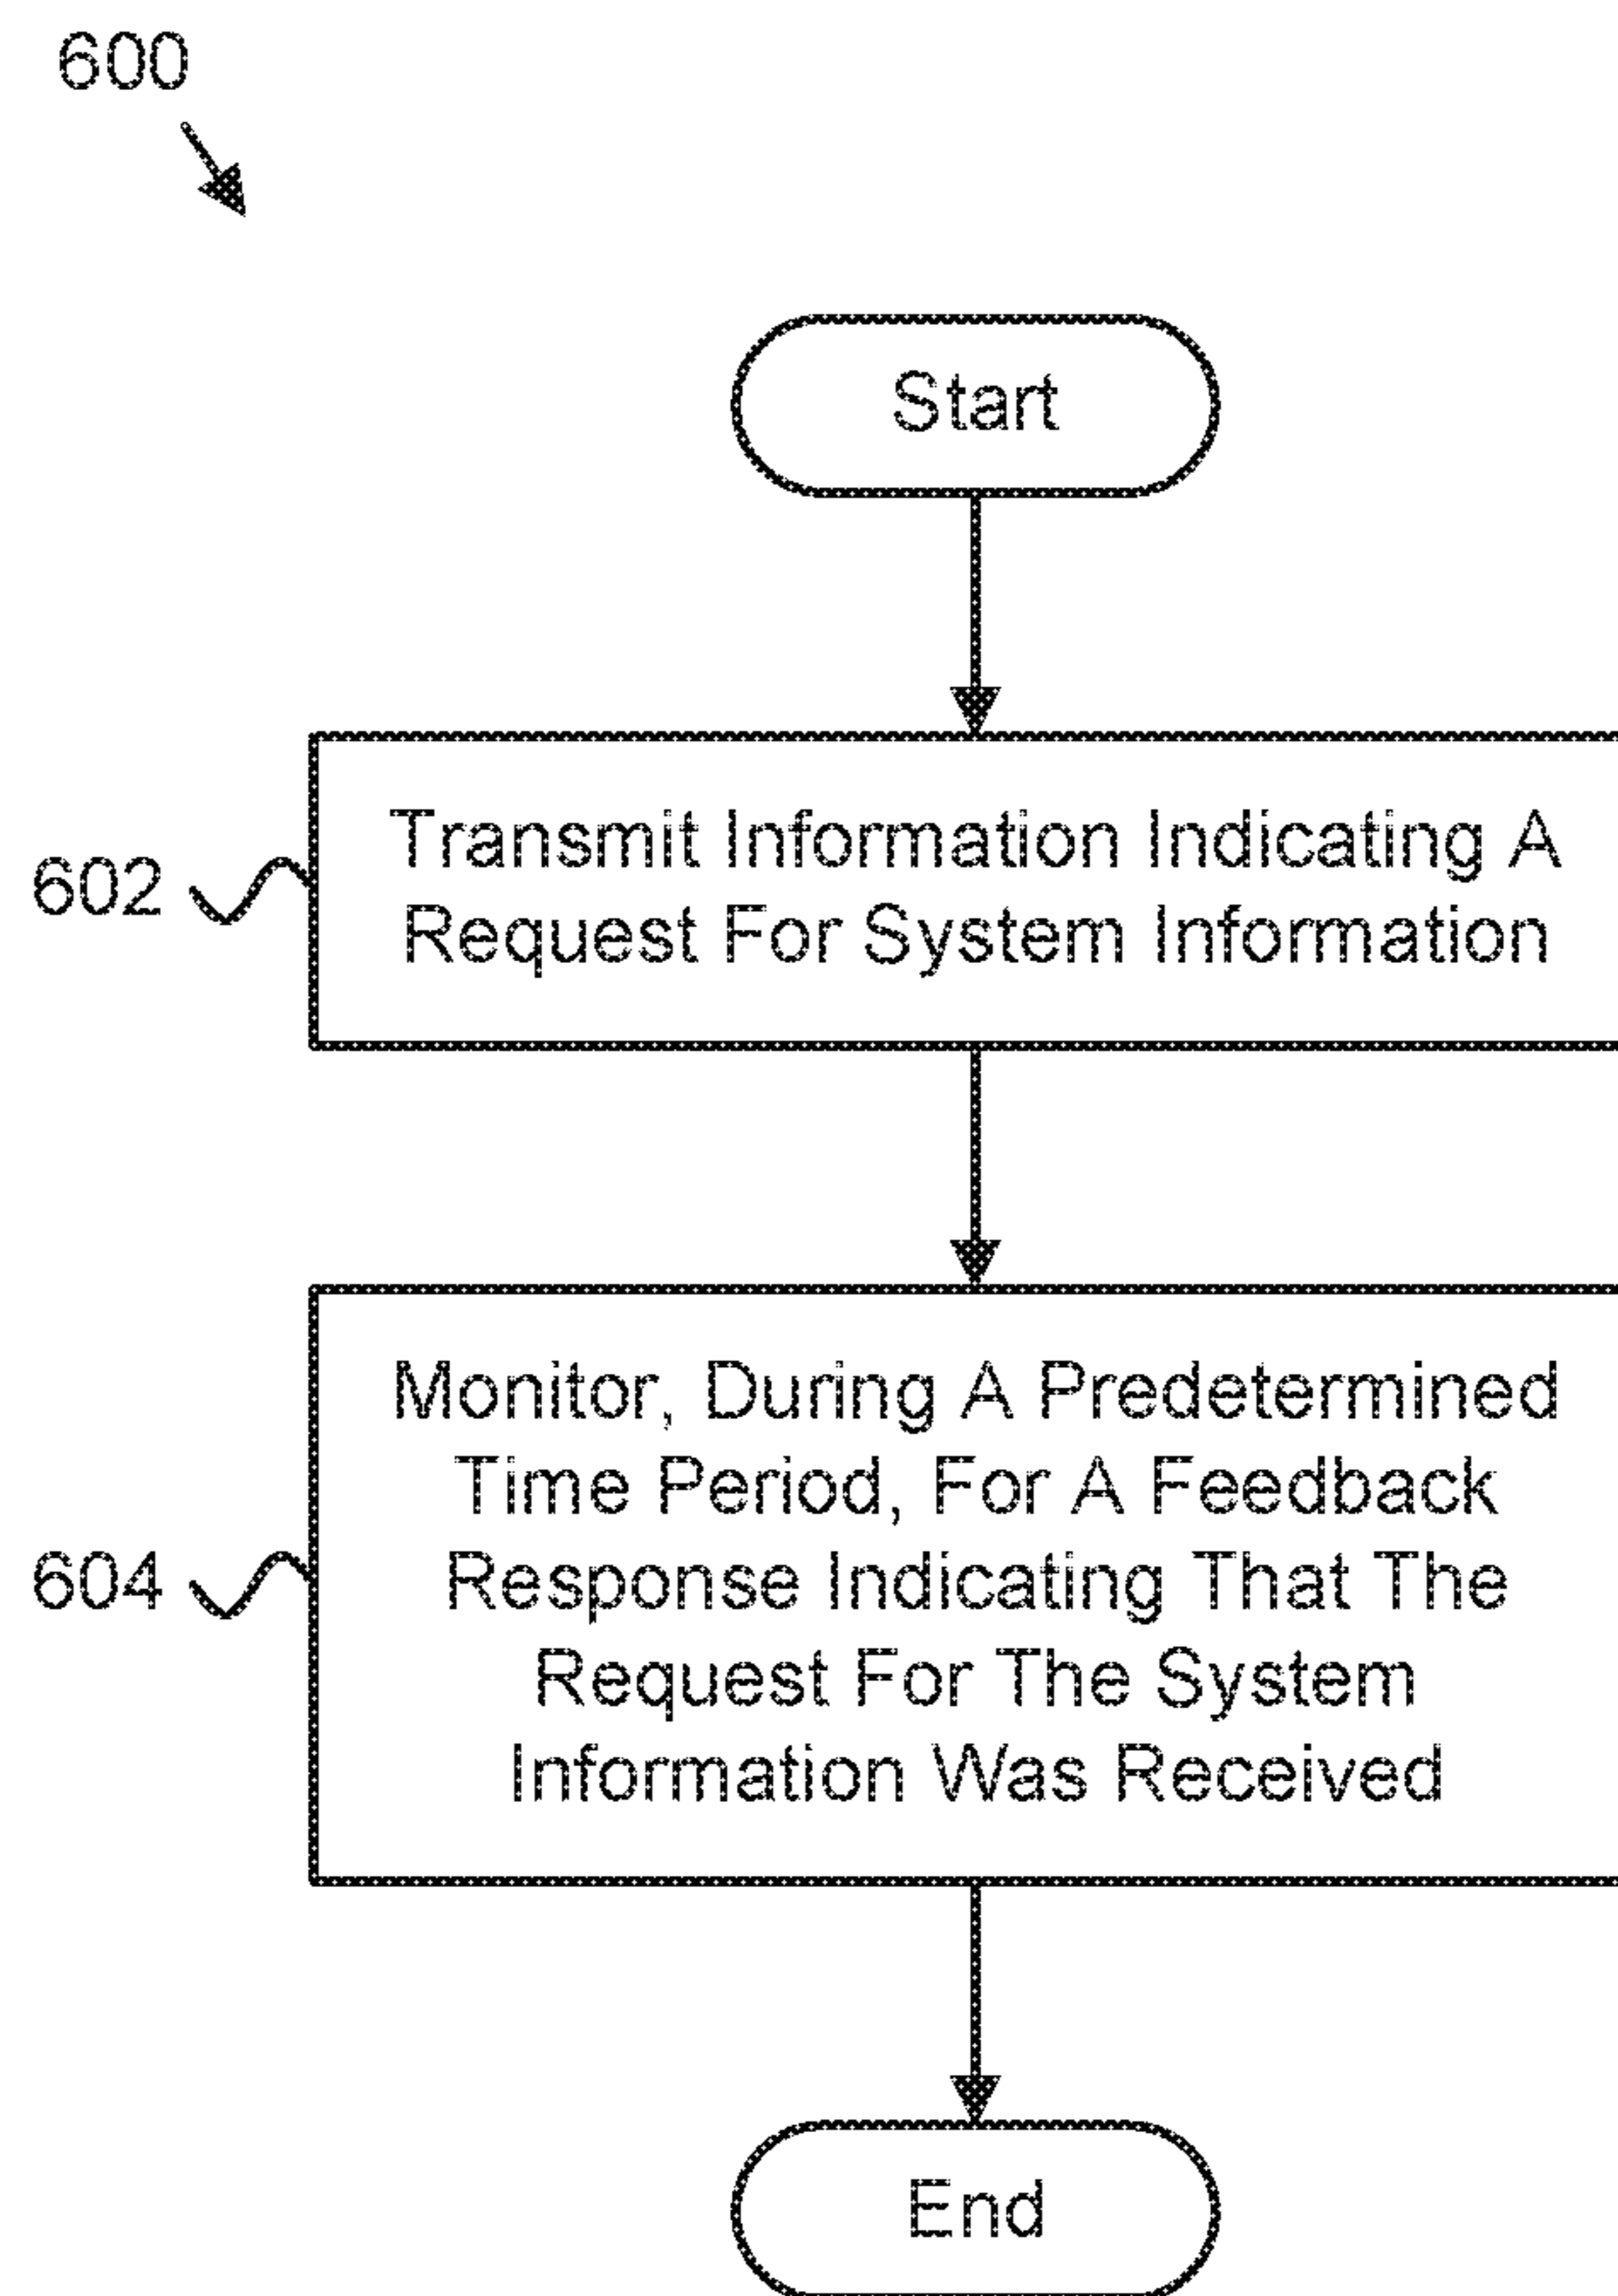 600
Start
602
Transmit Information Indicating A
Request For System Information
604
Monitor, During A Predetermined
Time Period, For A Feedback
Response Indicating That The
Request For The System
Information Was Received
End